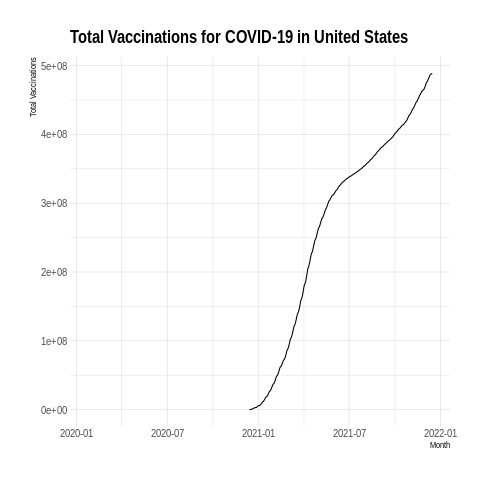 Total Vaccinations for COVID-19 in United States
Total Vaccinations
5e+08
4e+08
3e+08
2e+08
1e+08
0e+00
2020-01 2020-07 2021-01 2021-07 2022-01
Month